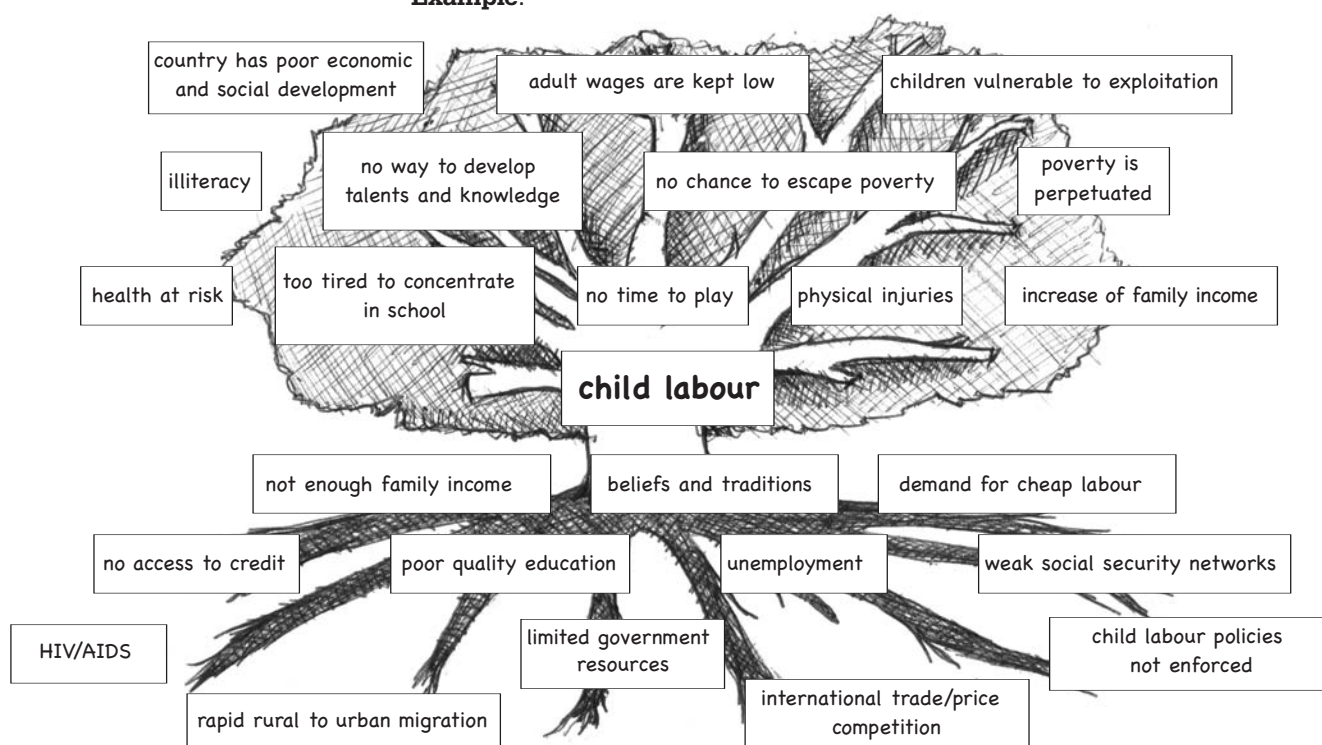 Example:
country has poor economic
and social development
adult wages are kept low
children vulnerable to exploitation
illiteracy
no way to develop
talents and knowledge
no chance to escape poverty
poverty is
perpetuated
health at risk
too tired to concentrate
in school
no time to play
physical injuries
increase of family income
child labour
not enough family income
beliefs and traditions
demand for cheap labour
no access to credit
poor quality education
unemployment
weak social security networks
HIV/AIDS
limited government
resources
child labour policies
not enforced
rapid rural to urban migration
international trade/price
competition